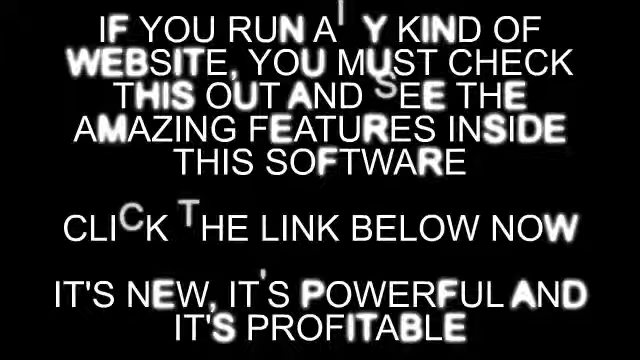 IF YOU RUN ANY KIND OF
WEBSITE, YOU MUST CHECK
THIS OUT AND SEE THE
AMAZING FEATURES INSIDE
THIS SOFTWARE
CLICK THE LINK BELOW NOW
IT'S NEW, IT'S POWERFUL AND
IT'S PROFITABLE